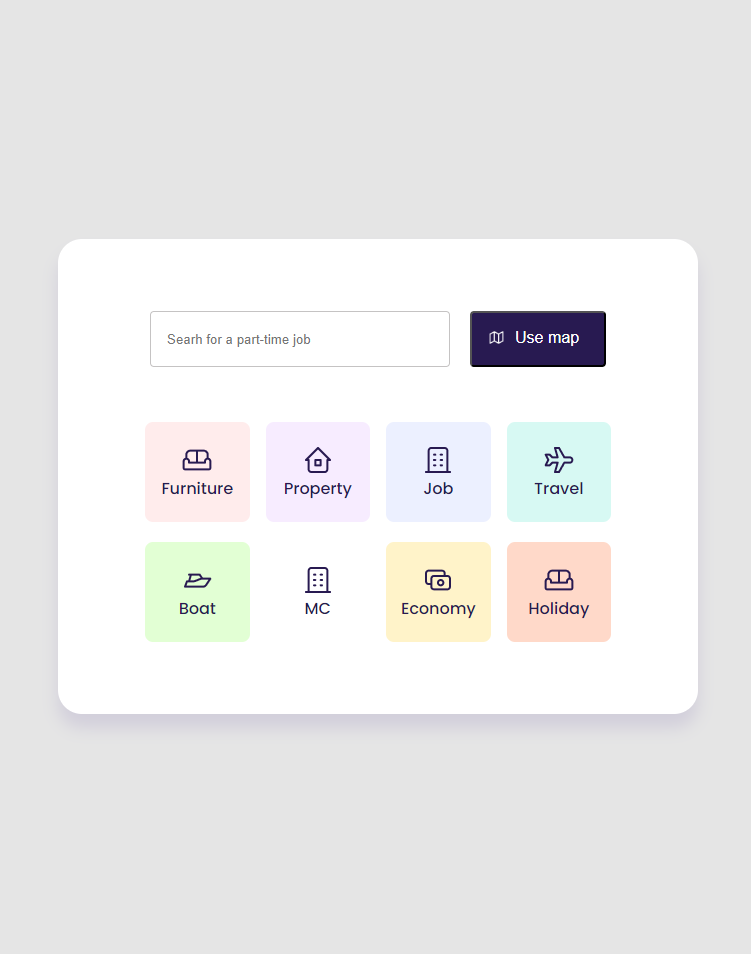 Searh for a part-time job
Use map
Furniture
Property
Job
Travel
Boat
MC
Economy
Holiday